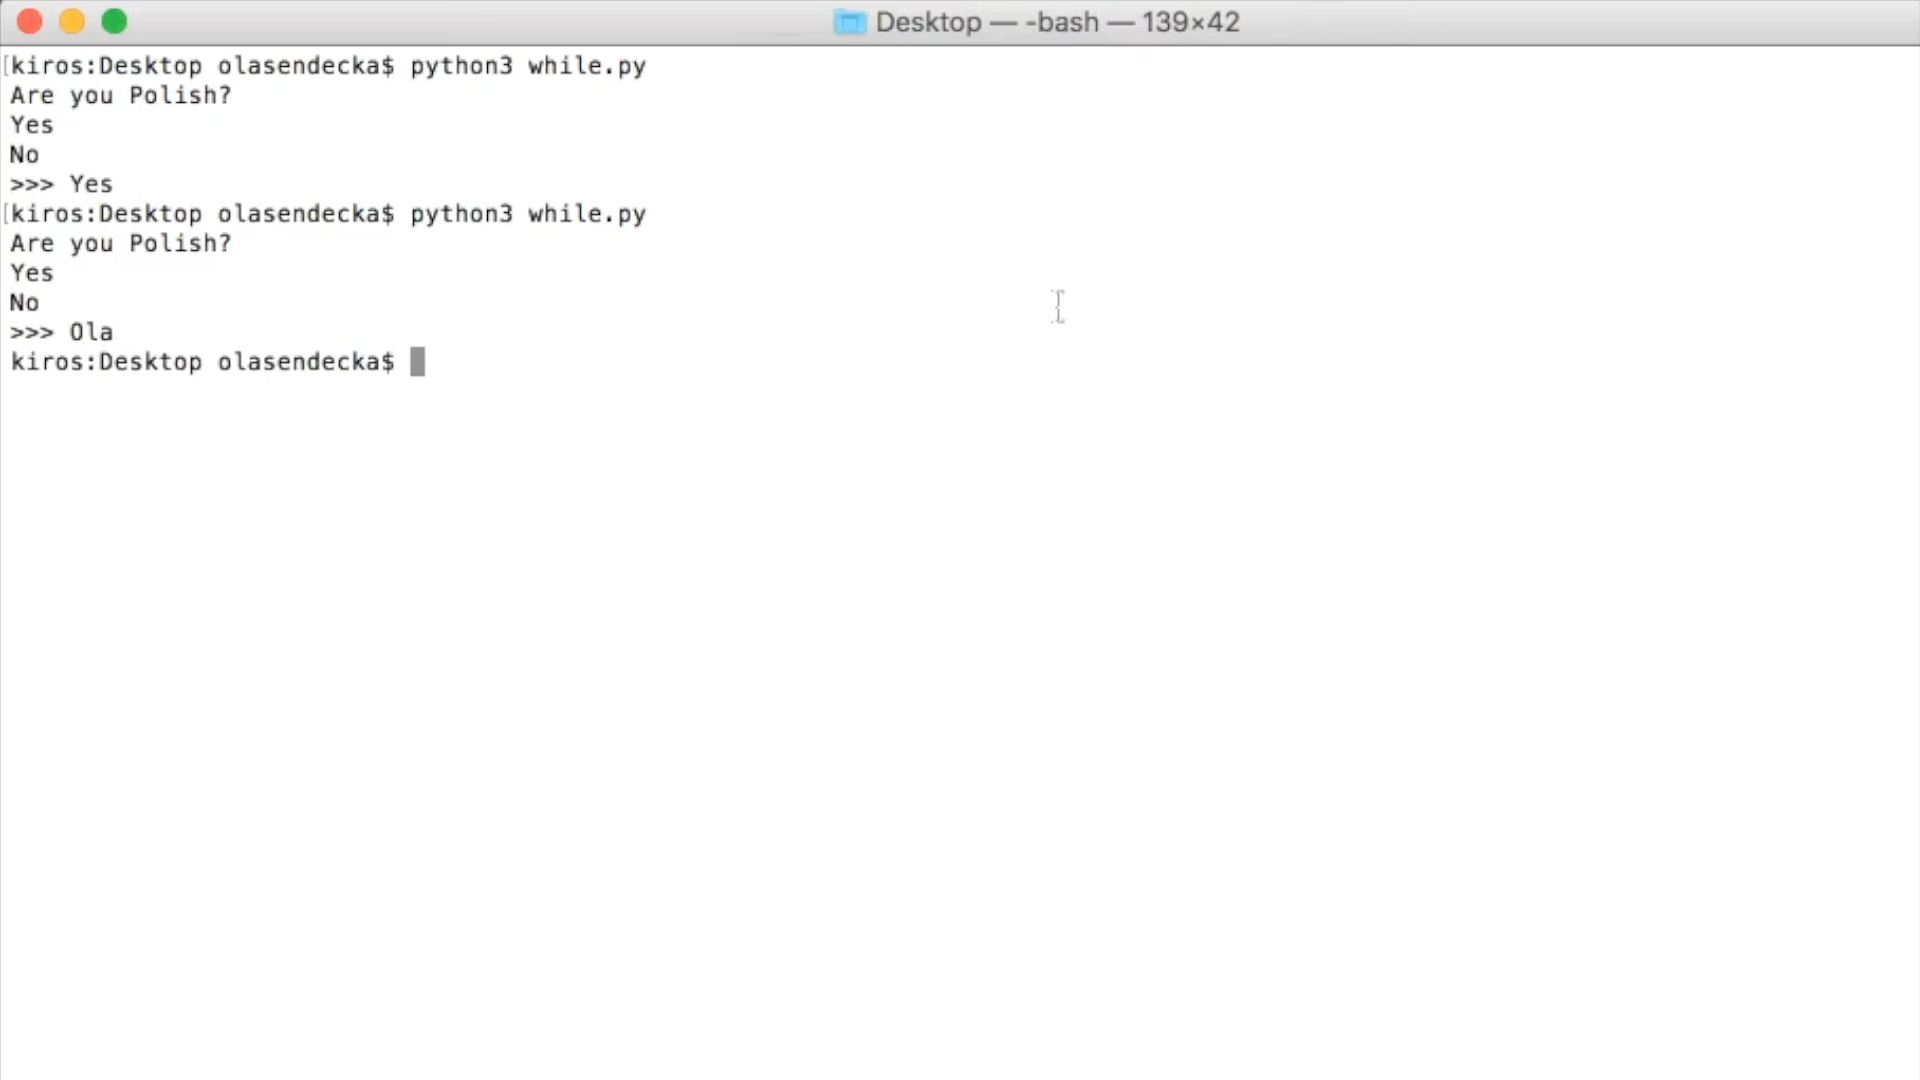 Desktop — -bash — 139×42
[kiros:Desktop olasendecka$ python3 while.py
Are you Polish?
Yes
No
>>> Yes
[kiros:Desktop olasendecka$ python3 while.py
Are you Polish?
Yes
No
>>> Ola
kiros:Desktop olasendecka$